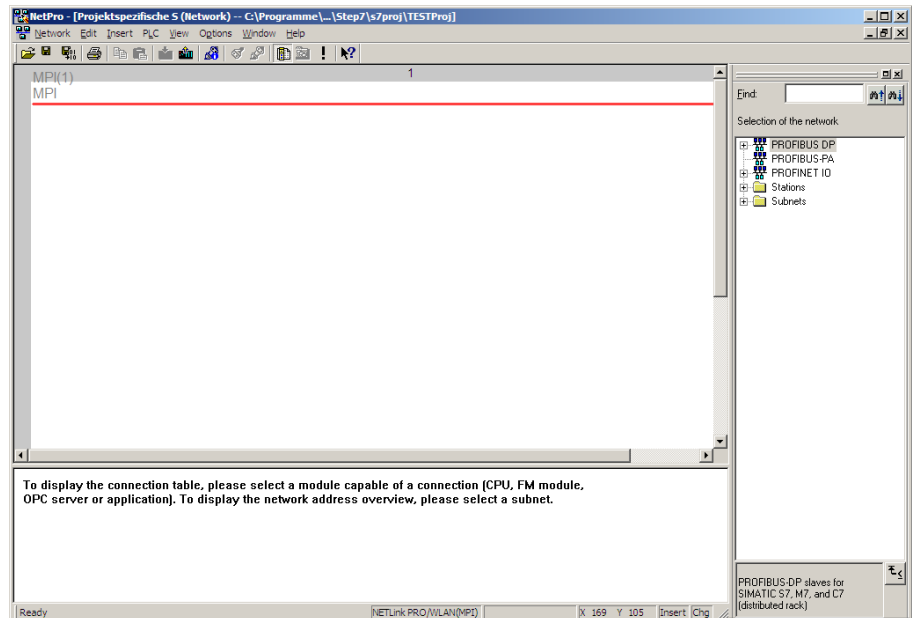 NetPro - [Projektspezifische S (Network) -- C:\Programme\...\Step7\s7proj\TESTProj]
Network Edit Insert PLC View Options Window Help
1
MPI(1)
MPI
Find:
Selection of the network
PROFIBUS DP
PROFIBUS-PA
PROFINET IO
Stations
Subnets
To display the connection table, please select a module capable of a connection (CPU, FM module,
OPC server or application). To display the network address overview, please select a subnet.
PROFIBUS-DP slaves for
SIMATIC S7, M7, and C7
(distributed rack)
Ready NETLink PRO/WLAN(MPI) X 169 Y 105 Insert Chg